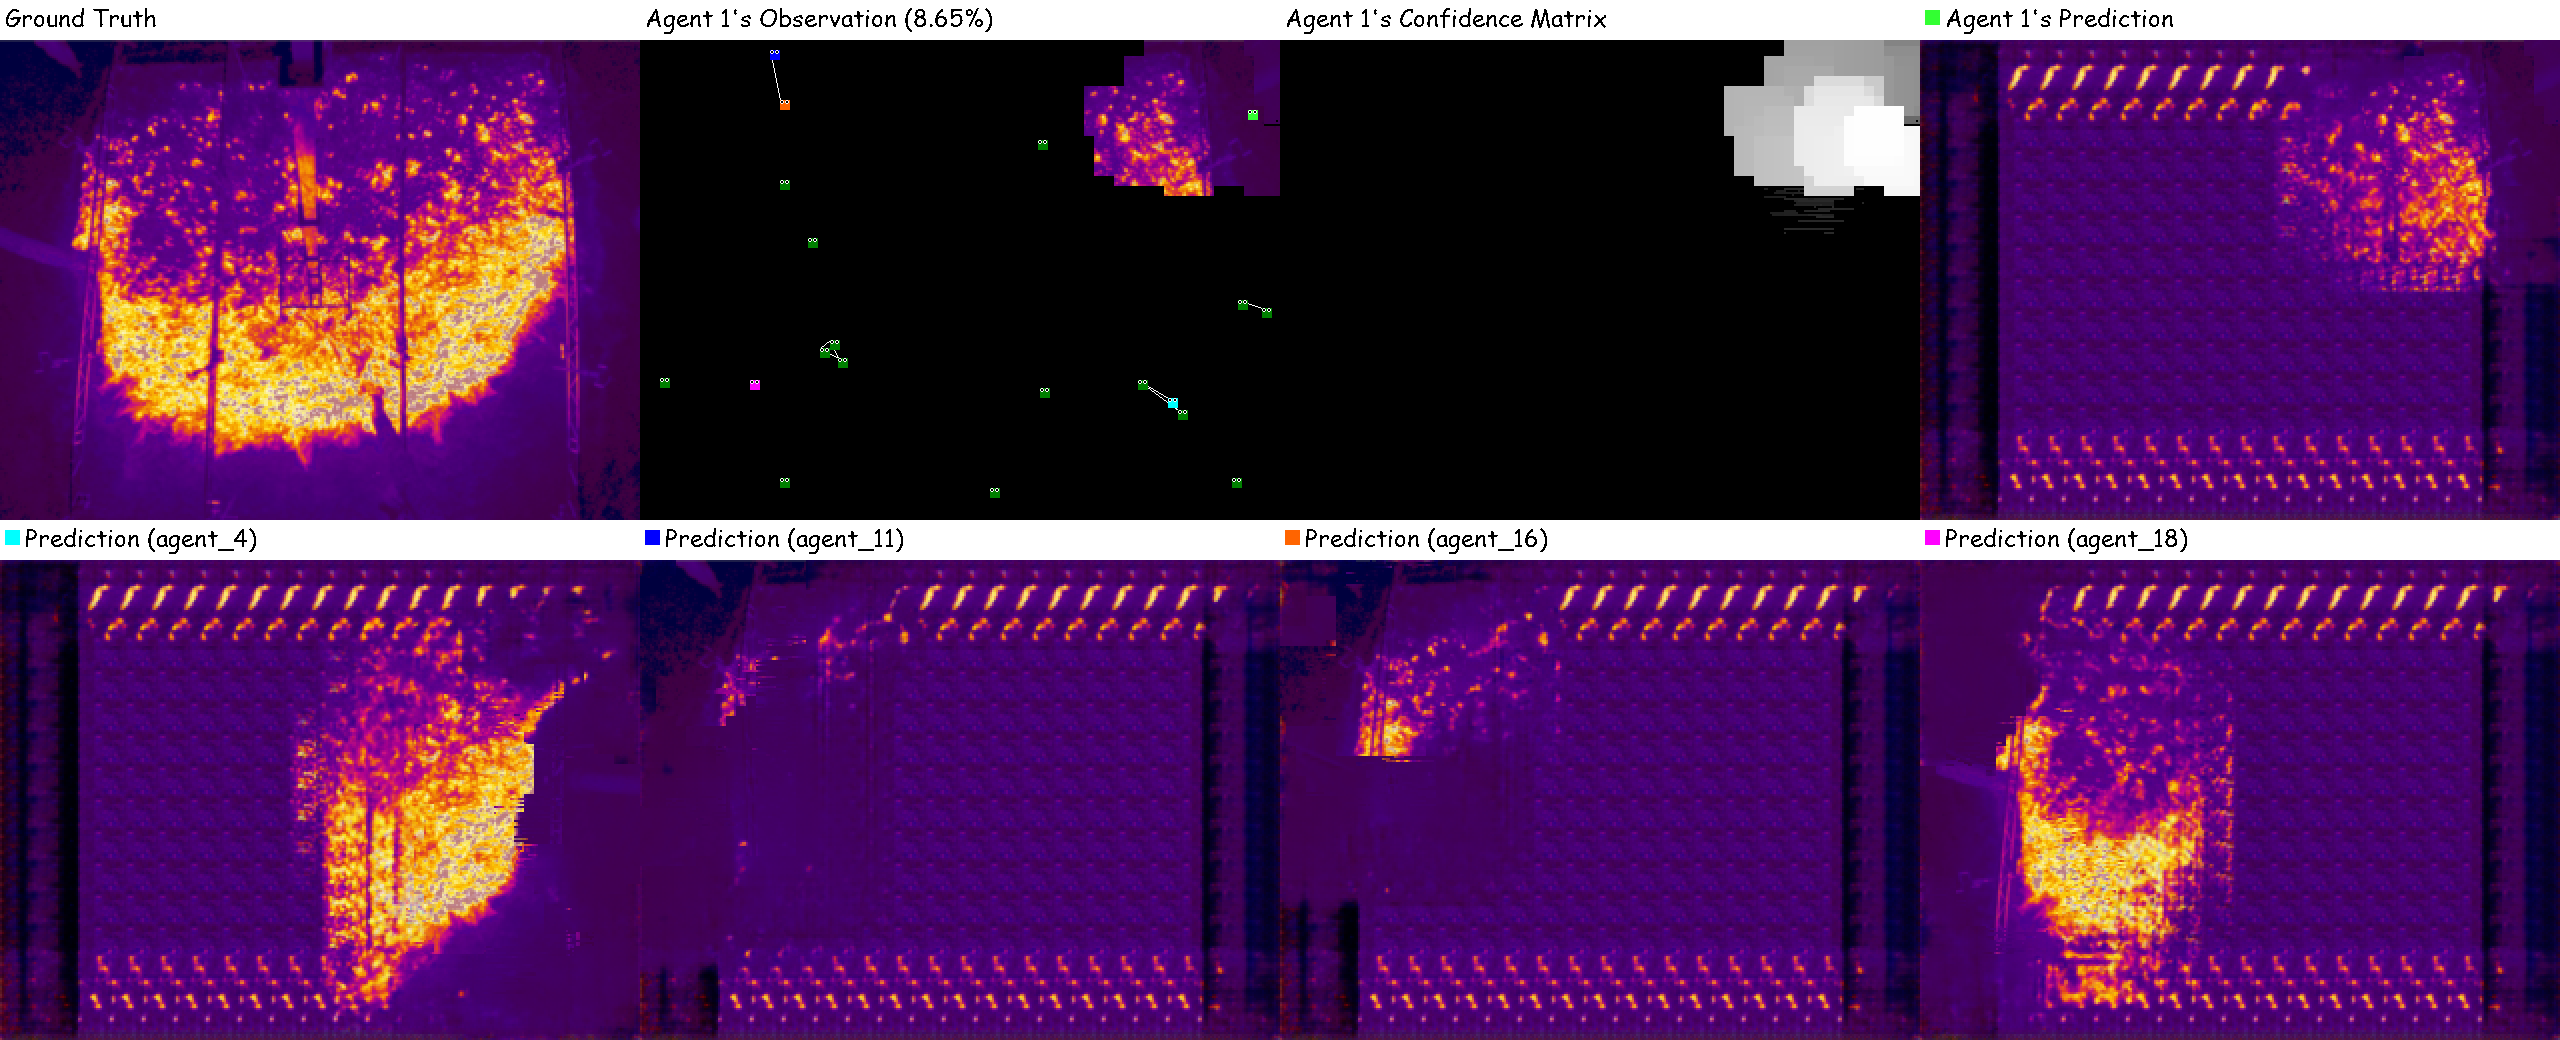 Ground Truth
Agent 1's Observation (8.65%)
Agent 1's Confidence Matrix
Agent 1's Prediction
Prediction (agent_4)
Prediction (agent_11)
Prediction (agent_16)
Prediction (agent_18)